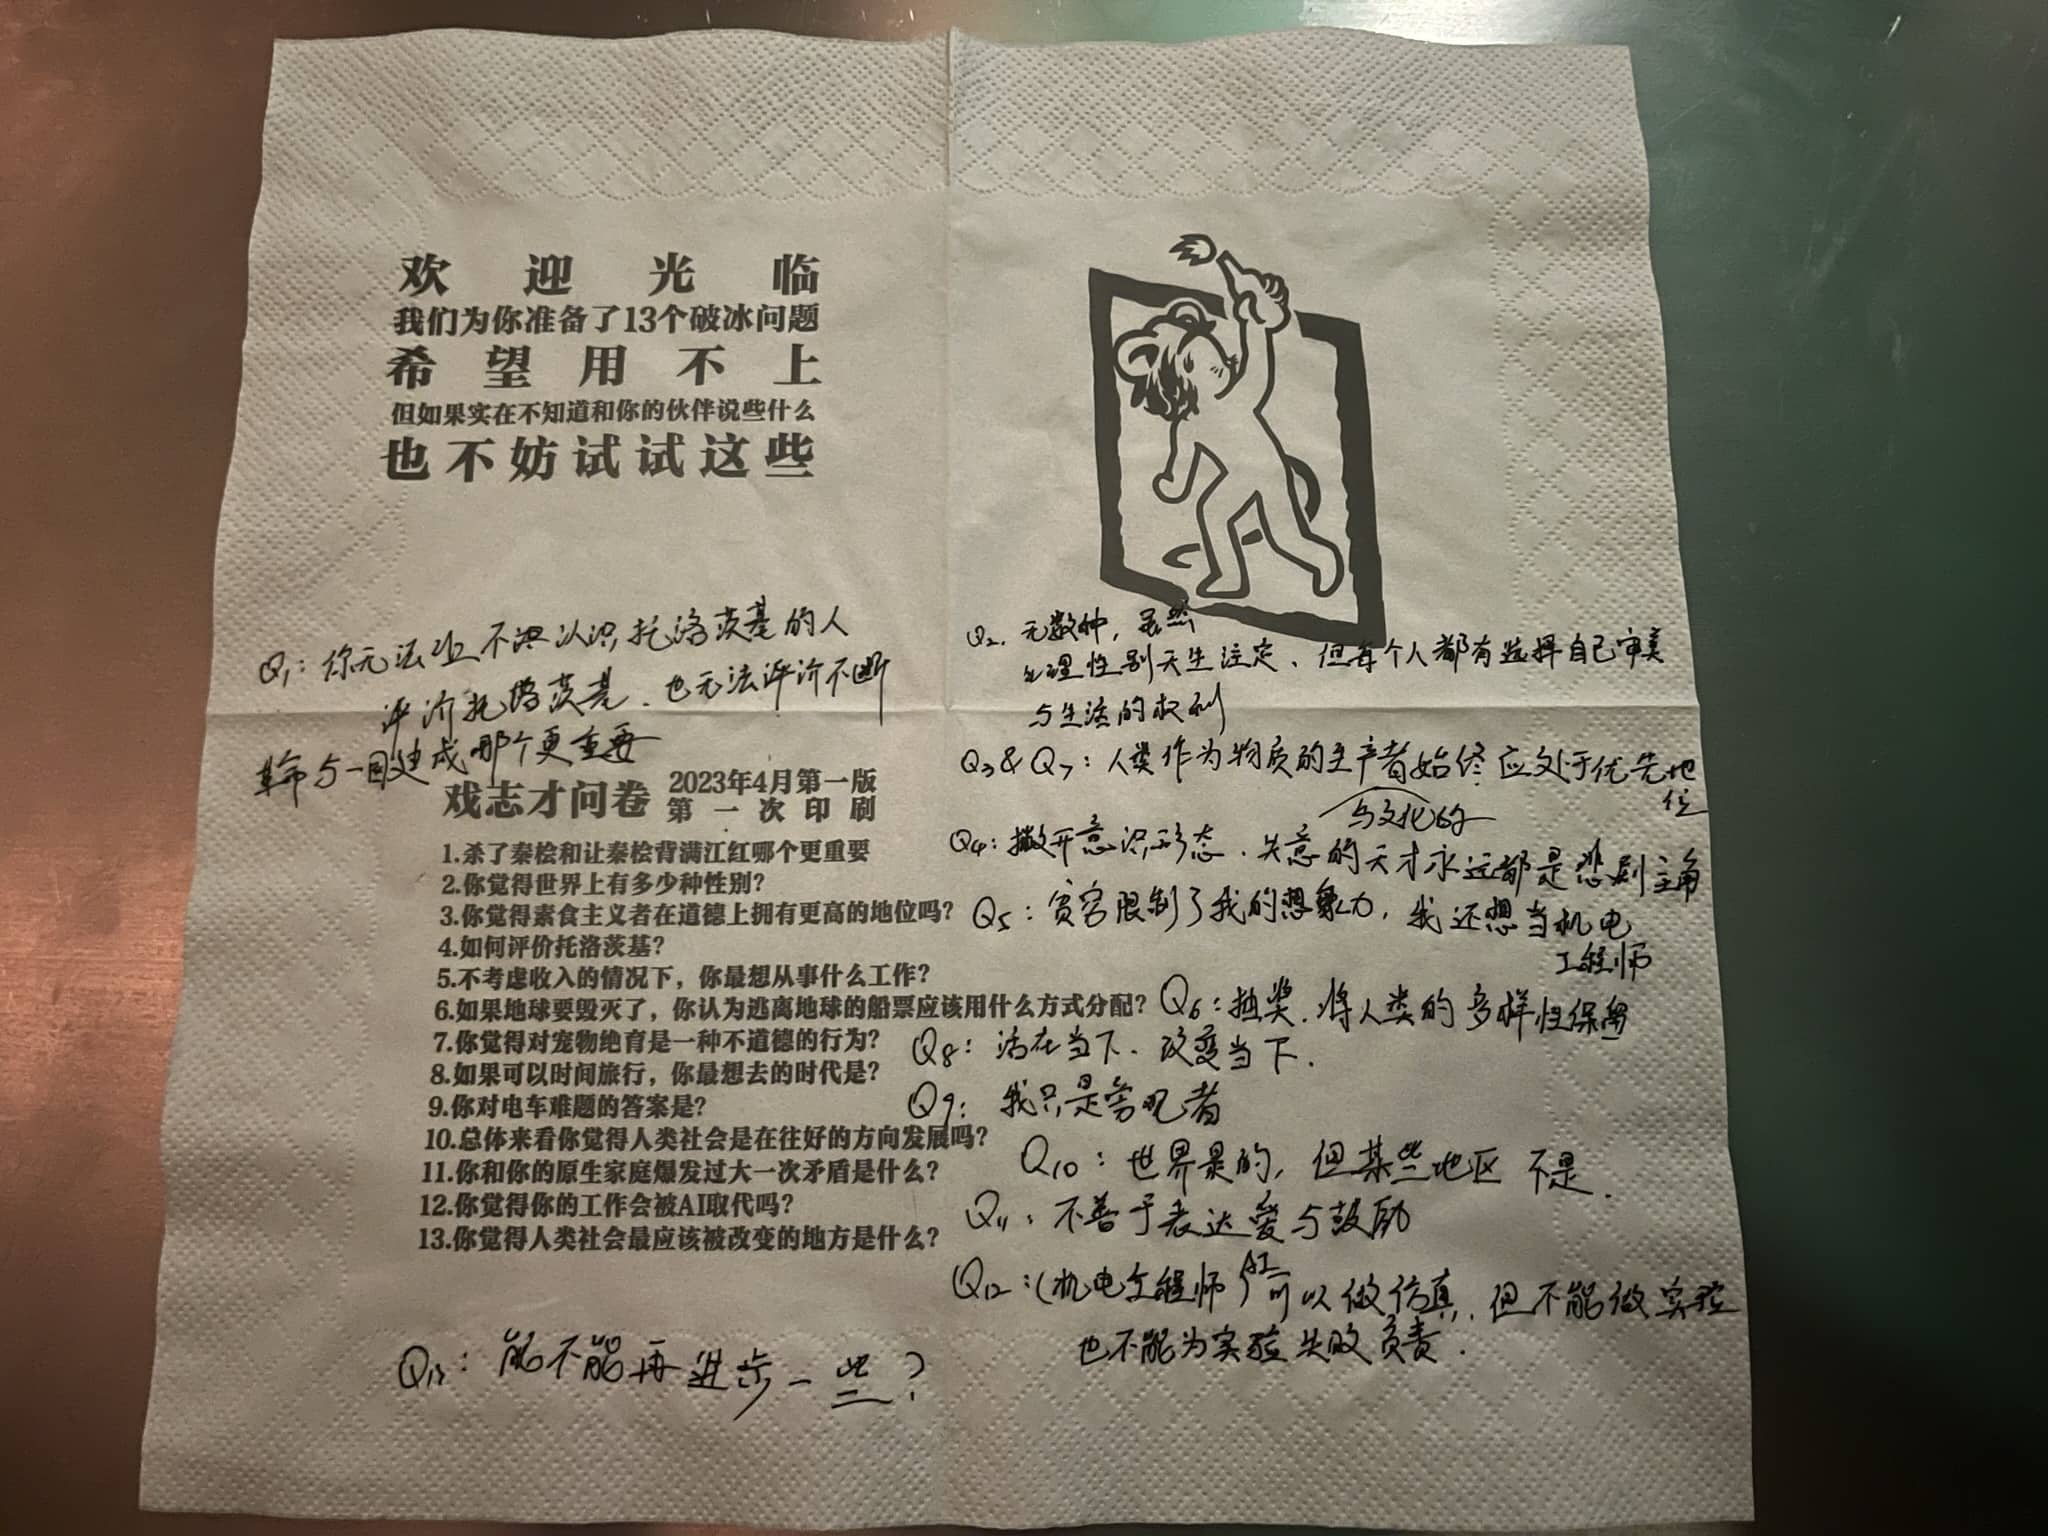 欢迎光临
我们为你准备了13个破冰问题
希望用不上
但如果实在不知道和你的伙伴说些什么
也不妨试试这些
Q1：你无法让不认识托洛茨基的人
评价托洛茨基．也无法评价不断
革命与一国建成哪个更重要
戏志才问卷 2023年4月第一版
第一次印刷
1.杀了秦桧和让秦桧背满江红哪个更重要
2.你觉得世界上有多少种性别？
3.你觉得素食主义者在道德上拥有更高的地位吗？
4.如何评价托洛茨基？
5.不考虑收入的情况下，你最想从事什么工作？
6.如果地球要毁灭了，你认为逃离地球的船票应该用什么方式分配？
7.你觉得对宠物绝育是一种不道德的行为？
8.如果可以时间旅行，你最想去的时代是？
9.你对电车难题的答案是？
10.总体来看你觉得人类社会是在往好的方向发展吗？
11.你和你的原生家庭爆发过大一次矛盾是什么？
12.你觉得你的工作会被AI取代吗？
13.你觉得人类社会最应该被改变的地方是什么？
Q2．无数种，虽然
生理性别天生注定、但每个人都有选择自己审美
与生活的权利
Q3&Q7：人类作为物质的生产者始终应处于优先地
位
与文化的
Q4：撇开意识形态．失意的天才永远都是悲剧主角
Q5：贫穷限制了我的想象力，我还想当机电
工程师
Q6：抽奖．将人类的多样性保留
Q8：活在当下、改变当下．
Q9：我只是旁观者
Q10：世界是的，但某些地区 不是．
Q11：不善于表达爱与鼓励
Q12：（机电工程师）AI可以做仿真，但不能做实验
也不能为实验失败负责．
Q13：能不能再进步一些？